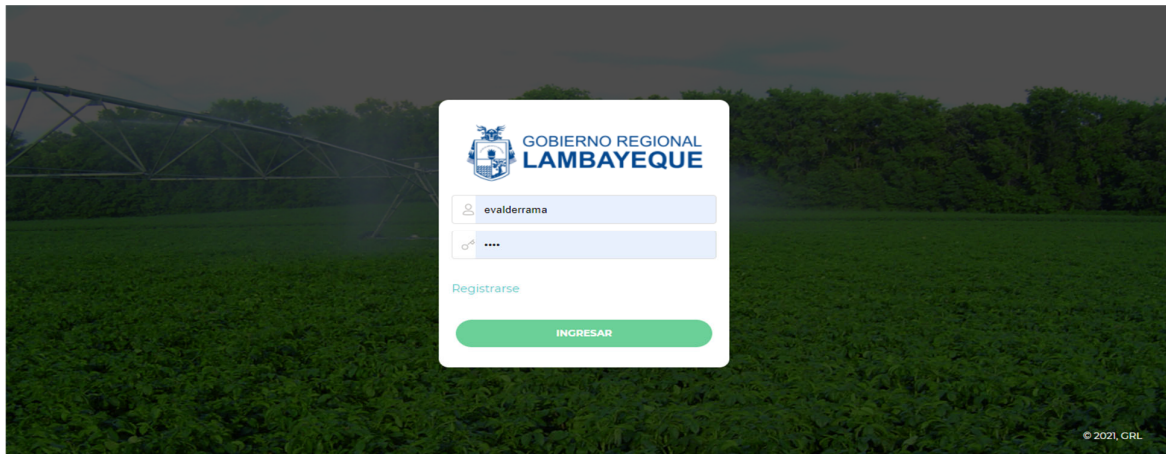 GOBIERNO REGIONAL
LAMBAYEQUE
evalderrama
••••
Registrarse
INGRESAR
© 2021, GRL